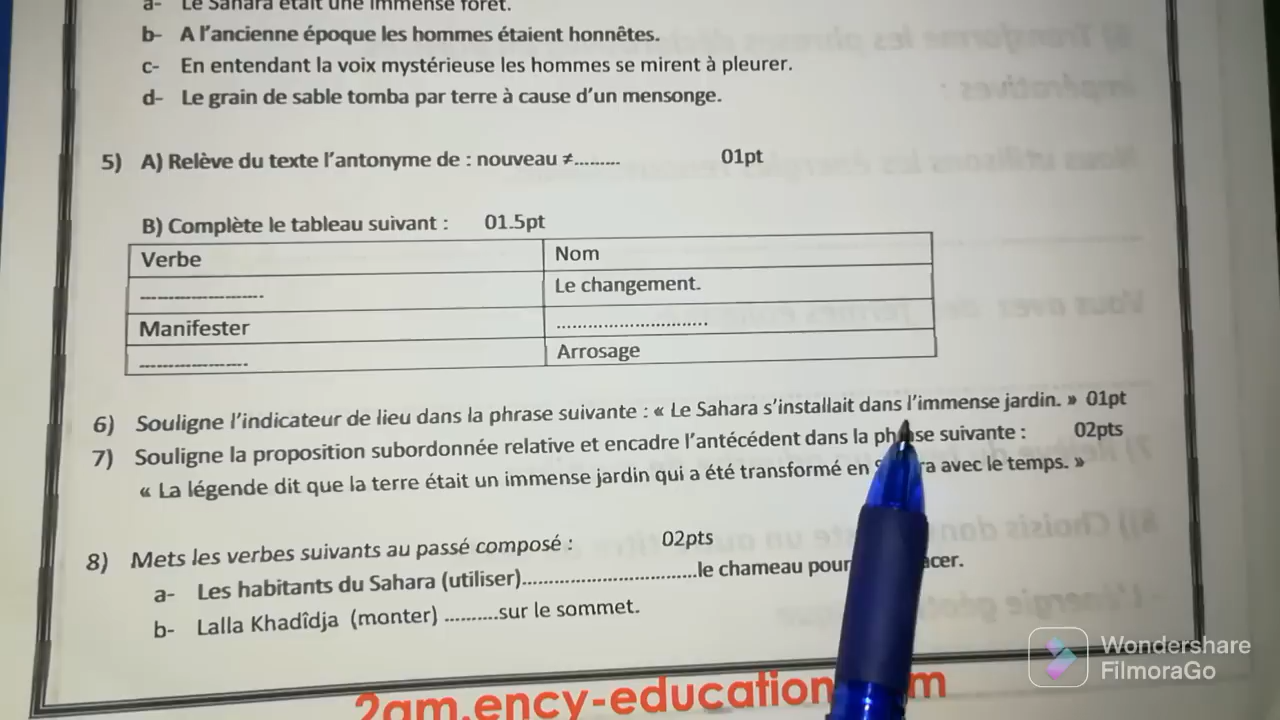 a- Le Sahara était une immense forêt.
b- A l'ancienne époque les hommes étaient honnêtes.
c- En entendant la voix mystérieuse les hommes se mirent à pleurer.
d- Le grain de sable tomba par terre à cause d'un mensonge.
5) A) Relève du texte l'antonyme de : nouveau ≠......... 01pt
B) Complète le tableau suivant : 01.5pt
Verbe Nom
........................ Le changement.
Manifester .............................
..................... Arrosage
6) Souligne l'indicateur de lieu dans la phrase suivante : « Le Sahara s'installait dans l'immense jardin. » 01pt
7) Souligne la proposition subordonnée relative et encadre l'antécédent dans la phrase suivante : 02pts
« La légende dit que la terre était un immense jardin qui a été transformé en avec le temps. »
8) Mets les verbes suivants au passé composé : 02pts
a- Les habitants du Sahara (utiliser).................................le chameau pour
b- Lalla Khadîdja (monter) ..........sur le sommet.
2am.ency-education
Wondershare
FilmoraGo